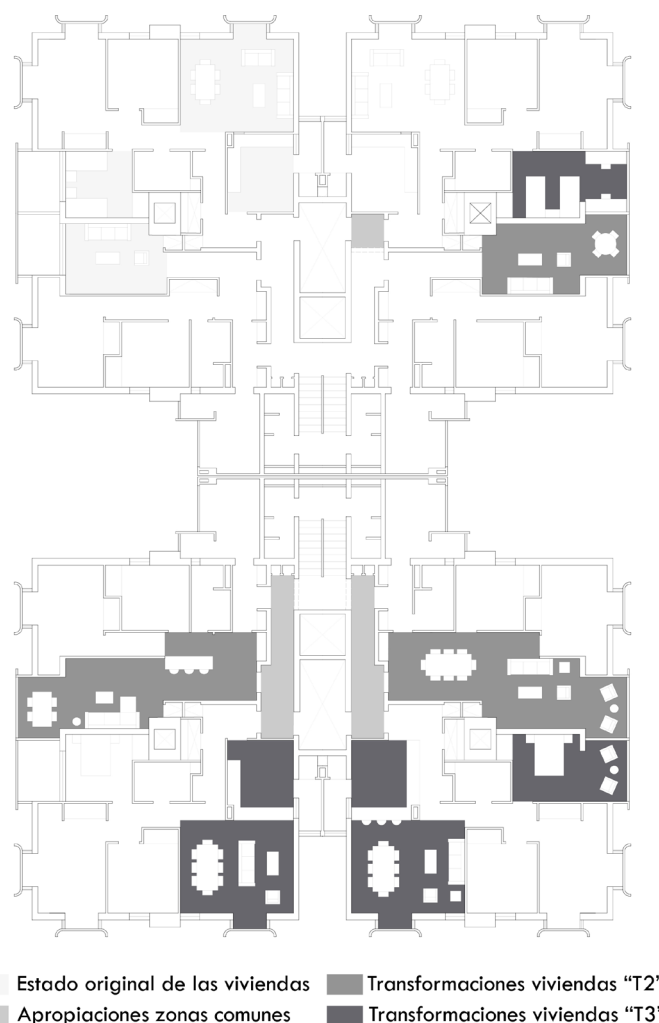 Estado original de las viviendas
Transformaciones viviendas “T2”
Apropiaciones zonas comunes
Transformaciones viviendas “T3”